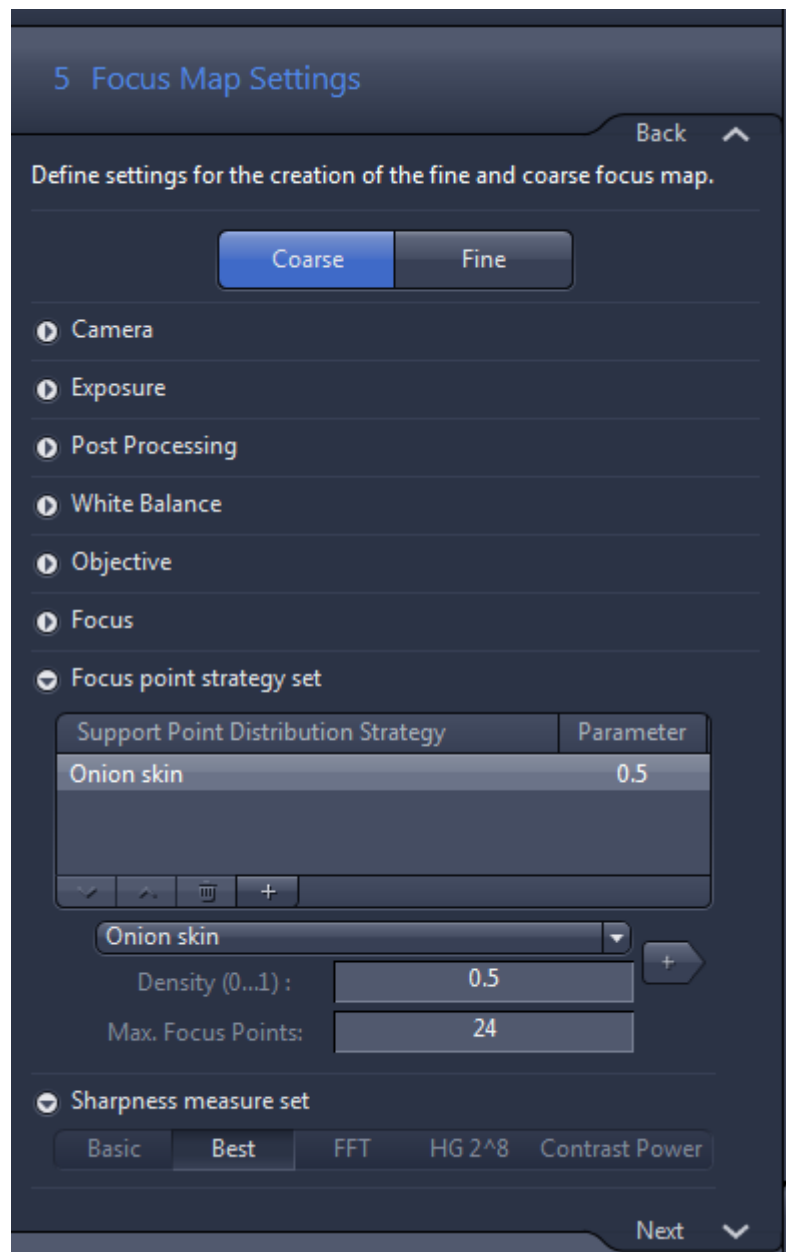 5 Focus Map Settings
Back
Define settings for the creation of the fine and coarse focus map.
Coarse Fine
Camera
Exposure
Post Processing
White Balance
Objective
Focus
Focus point strategy set
Support Point Distribution Strategy Parameter
Onion skin 0.5
+
Onion skin
+
Density (0...1) : 0.5
Max. Focus Points: 24
Sharpness measure set
Basic Best FFT HG 2^8 Contrast Power
Next